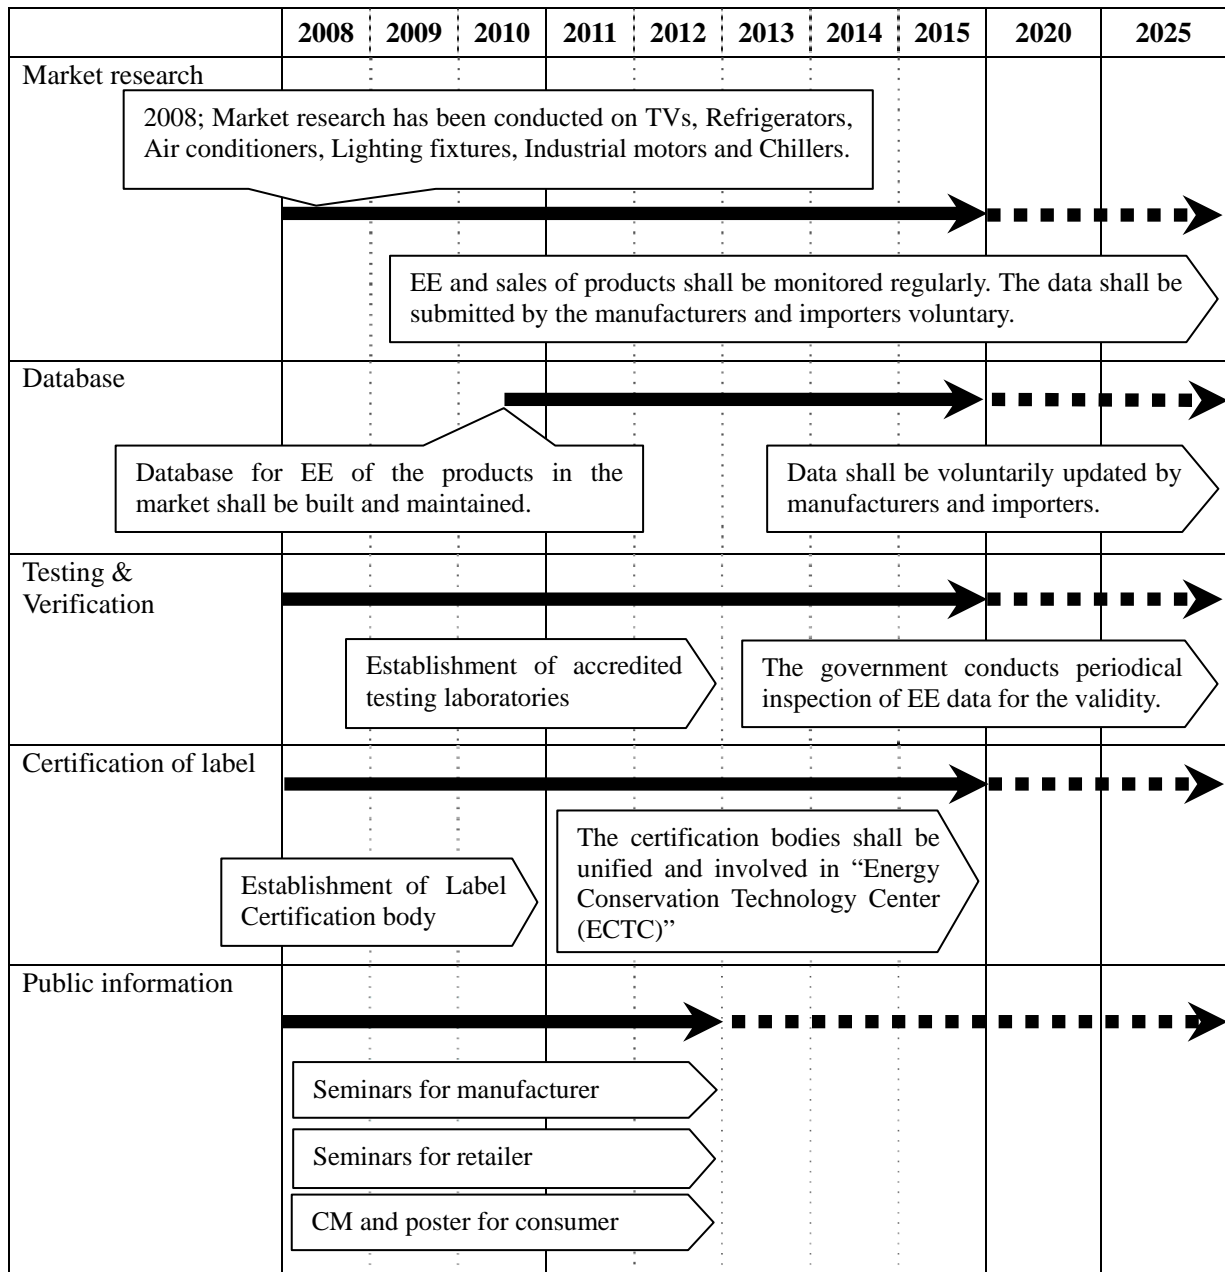 2008 2009 2010 2011 2012 2013 2014 2015 2020 2025
Market research
2008; Market research has been conducted on TVs, Refrigerators,
Air conditioners, Lighting fixtures, Industrial motors and Chillers.
EE and sales of products shall be monitored regularly. The data shall be
submitted by the manufacturers and importers voluntary.
Database
Database for EE of the products in the
market shall be built and maintained.
Data shall be voluntarily updated by
manufacturers and importers.
Testing &
Verification
Establishment of accredited
testing laboratories
The government conducts periodical
inspection of EE data for the validity.
Certification of label
Establishment of Label
Certification body
The certification bodies shall be
unified and involved in “Energy
Conservation Technology Center
(ECTC)”
Public information
Seminars for manufacturer
Seminars for retailer
CM and poster for consumer